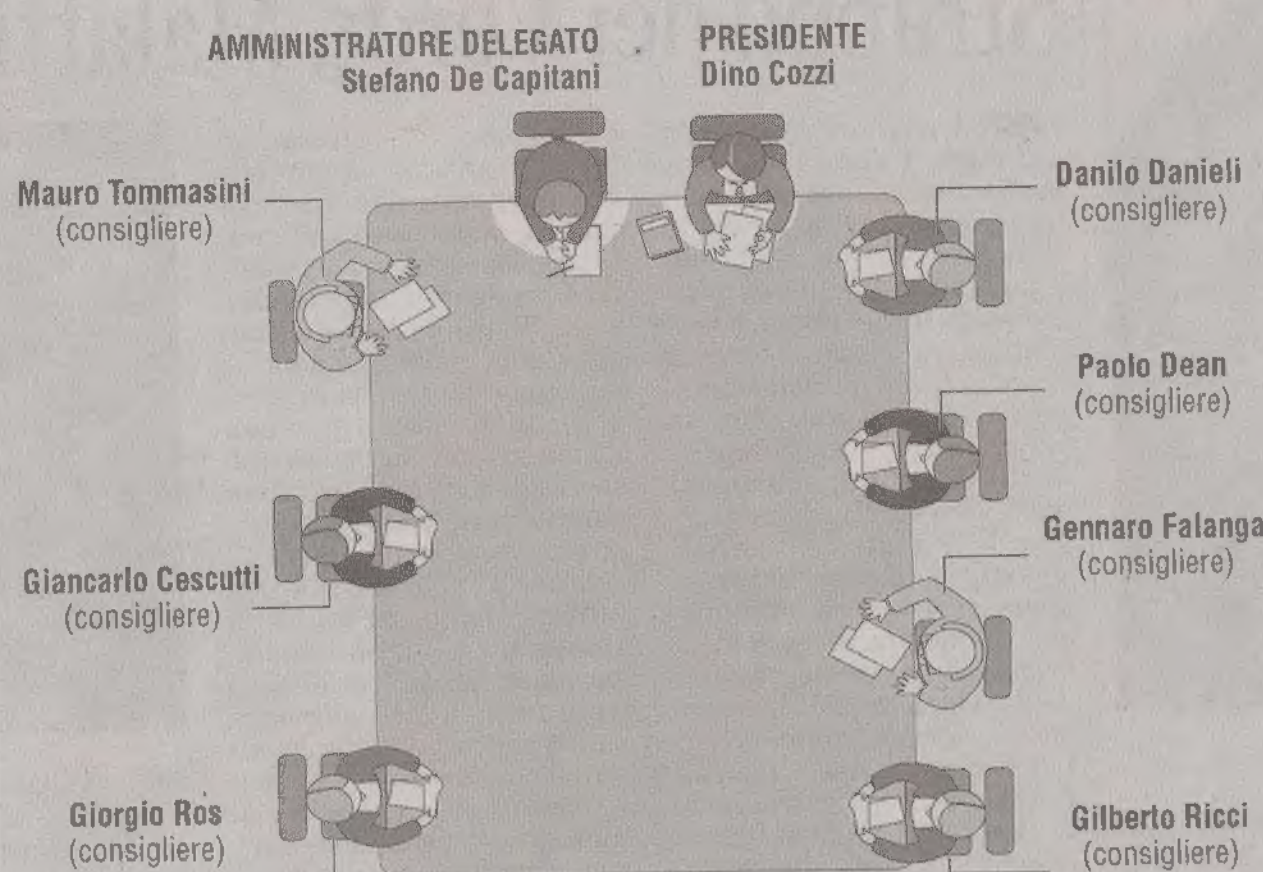 AMMINISTRATORE DELEGATO
Stefano De Capitani
PRESIDENTE
Dino Cozzi
Mauro Tommasini
(consigliere)
Danilo Danieli
(consigliere)
Paolo Dean
(consigliere)
Gennaro Falanga
(consigliere)
Giancarlo Cescutti
(consigliere)
Giorgio Ros
(consigliere)
Gilberto Ricci
(consigliere)